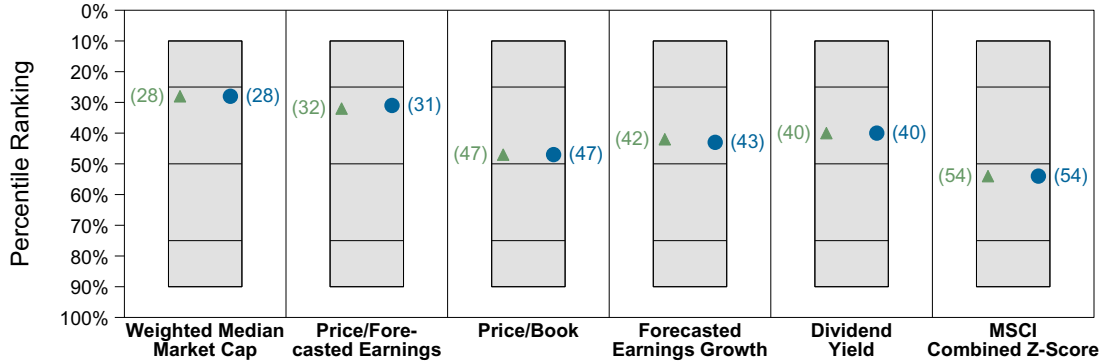 Percentile Ranking
0%
10%
20%
30%
40%
50%
60%
70%
80%
90%
100%
(28) (28)
(32) (31)
(47) (47)
(42) (43)
(40) (40)
(54) (54)
Weighted Median
Market Cap
Price/Fore-
casted Earnings
Price/Book
Forecasted
Earnings Growth
Dividend
Yield
MSCI
Combined Z-Score